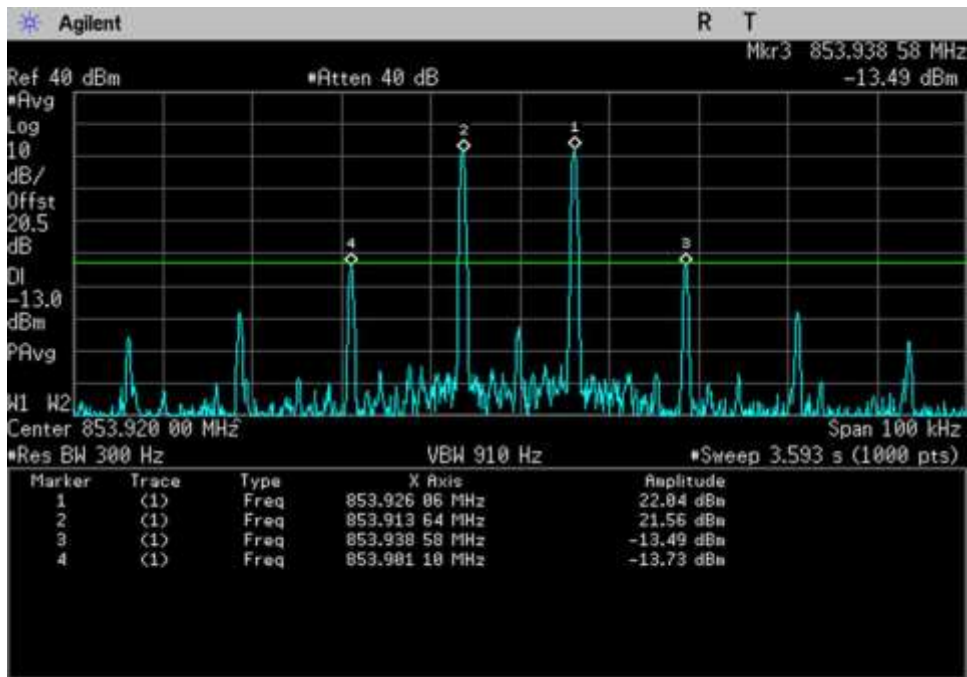 Agilent R T
Mkr3 853.938 58 MHz
Ref 40 dBm #Atten 40 dB -13.49 dBm
#Avg
Log
10
dB/
Offst
20.5
dB
DI
-13.0
dBm
PAvg
W1 W2
2
1
4
3
Center 853.920 00 MHz Span 100 kHz
#Res BW 300 Hz VBW 910 Hz #Sweep 3.593 s (1000 pts)
Marker Trace Type X Axis Amplitude
1 (1) Freq 853.926 06 MHz 22.04 dBm
2 (1) Freq 853.913 64 MHz 21.56 dBm
3 (1) Freq 853.938 58 MHz -13.49 dBm
4 (1) Freq 853.901 10 MHz -13.73 dBm